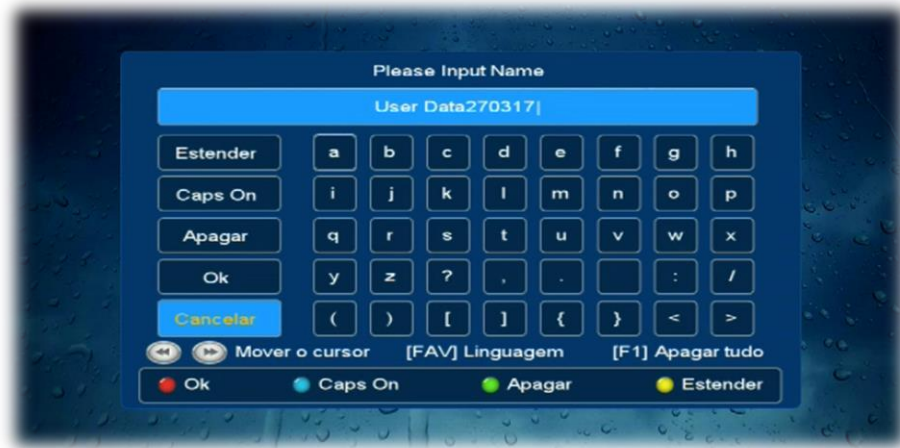 Please Input Name
User Data270317|
Estender a b c d e f g h
Caps On i j k l m n o p
Apagar q r s t u v w x
Ok y z ? , . : /
Cancelar ( ) [ ] { } < >
Mover o cursor [FAV] Linguagem [F1] Apagar tudo
Ok Caps On Apagar Estender